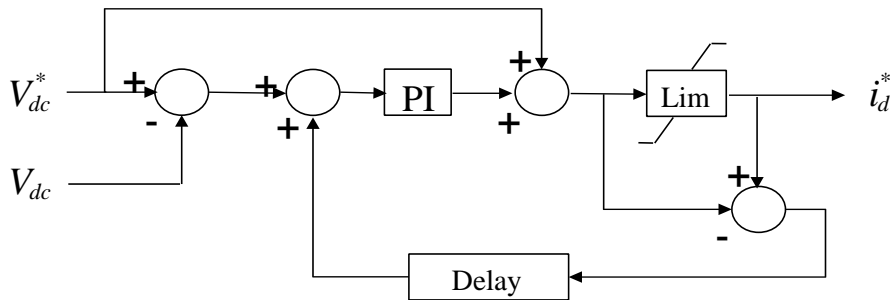 +
V*dc + + PI + Lim i*d
- + +
Vdc
+
-
Delay